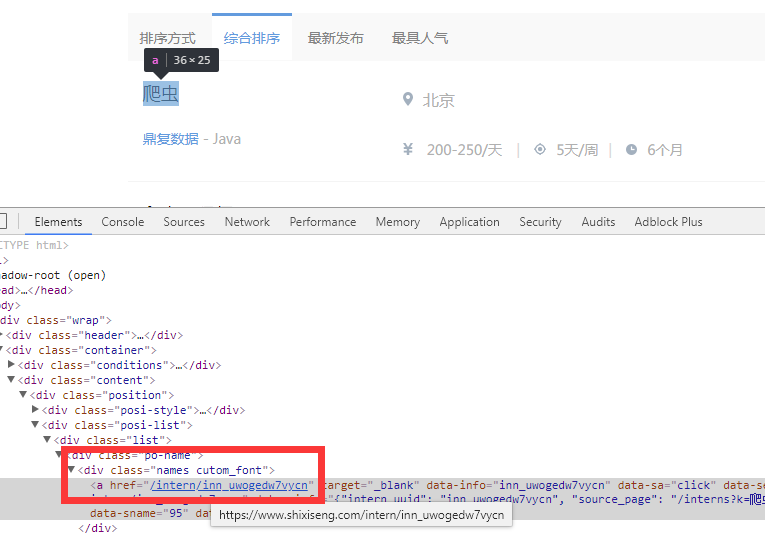 排序方式 综合排序 最新发布 最具人气
a 36×25
爬虫
北京
鼎复数据 - Java
¥ 200-250/天 | 5天/周 | 6个月
Elements Console Sources Network Performance Memory Application Security Audits Adblock Plus
CTYPE html>
l>
hadow-root (open)
ead>…</head>
ody>
div class="wrap">
<div class="header">…</div>
<div class="container">
<div class="conditions">…</div>
<div class="content">
<div class="position">
<div class="posi-style">…</div>
<div class="posi-list">
<div class="list">
<div class="po-name">
<div class="names cutom_font">
<a href="/intern/inn_uwogedw7vycn" target="_blank" data-info="inn_uwogedw7vycn" data-sa="click" data-se
{"intern_uuid": "inn_uwogedw7vycn", "source_page": "/interns?k=爬虫
data-sname="95" dat
https://www.shixiseng.com/intern/inn_uwogedw7vycn
</div>